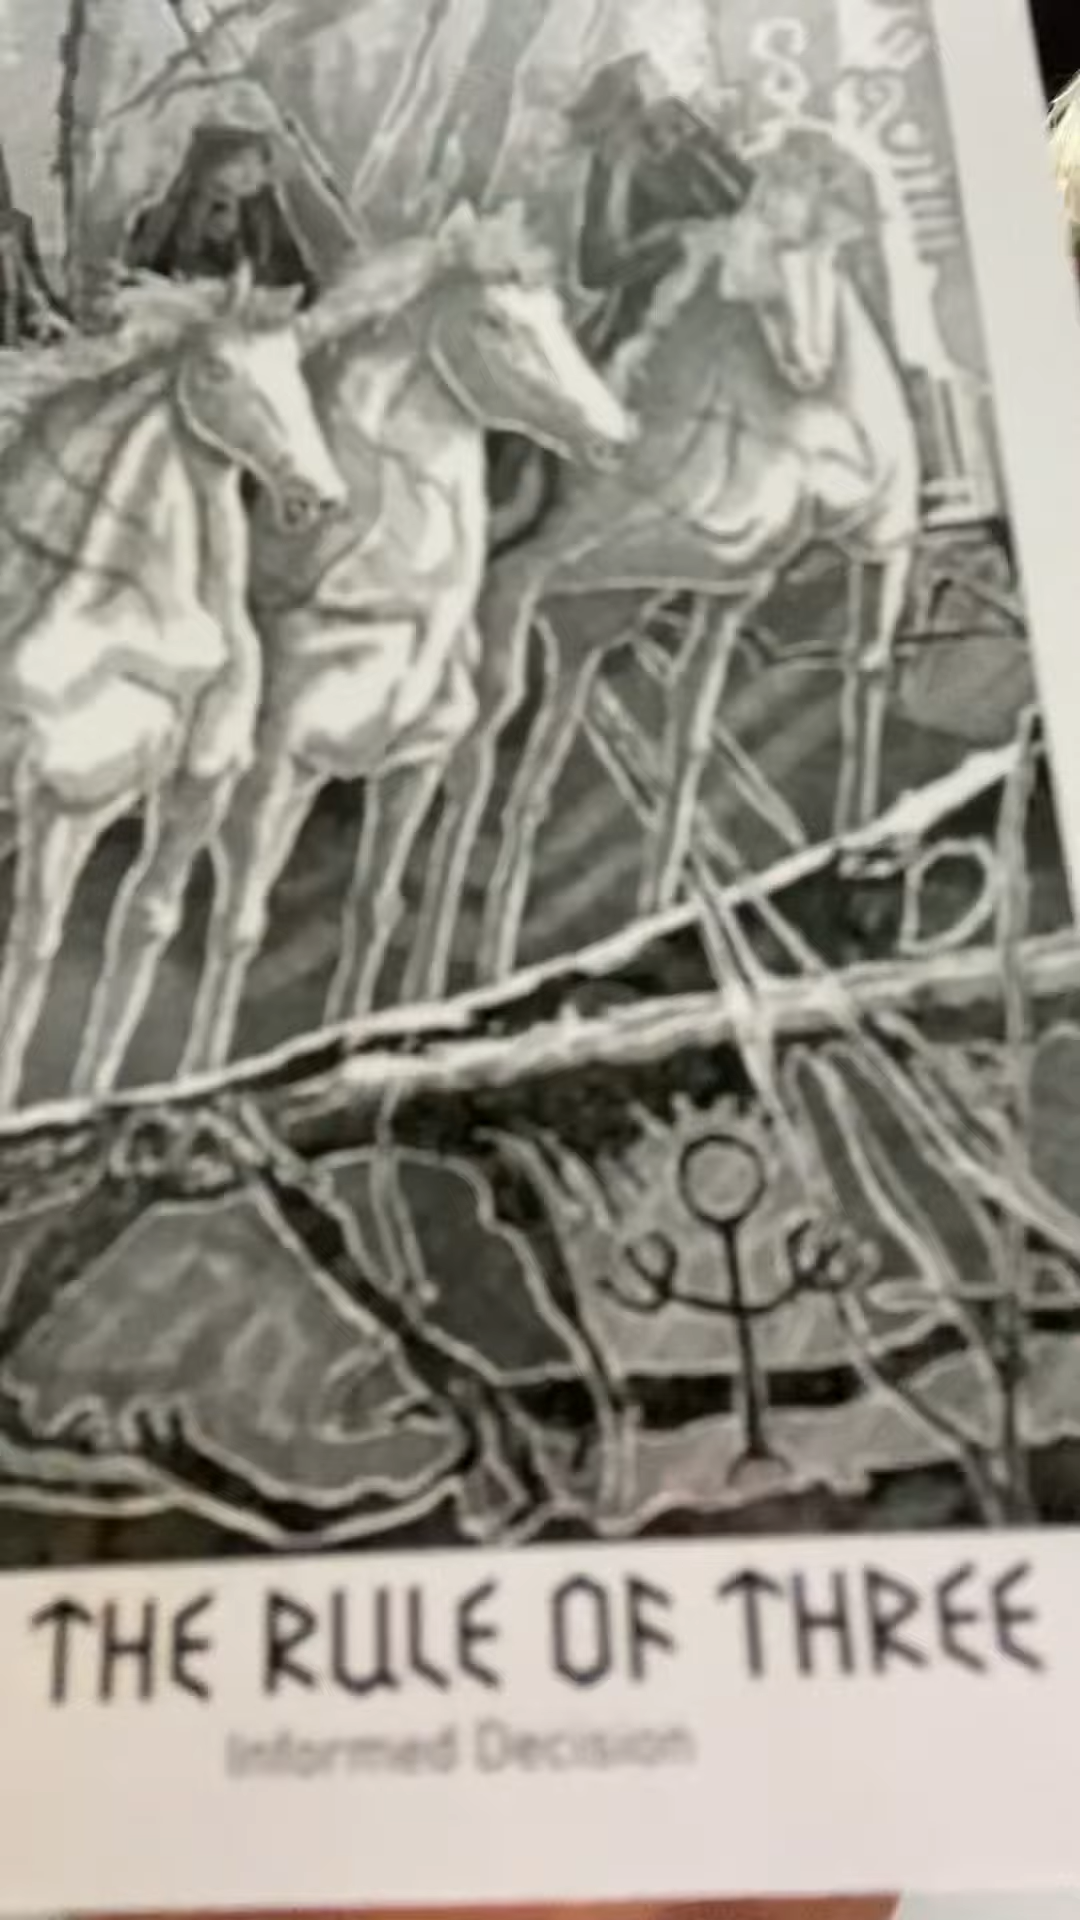 THE RULE OF THREE
Informed Decision